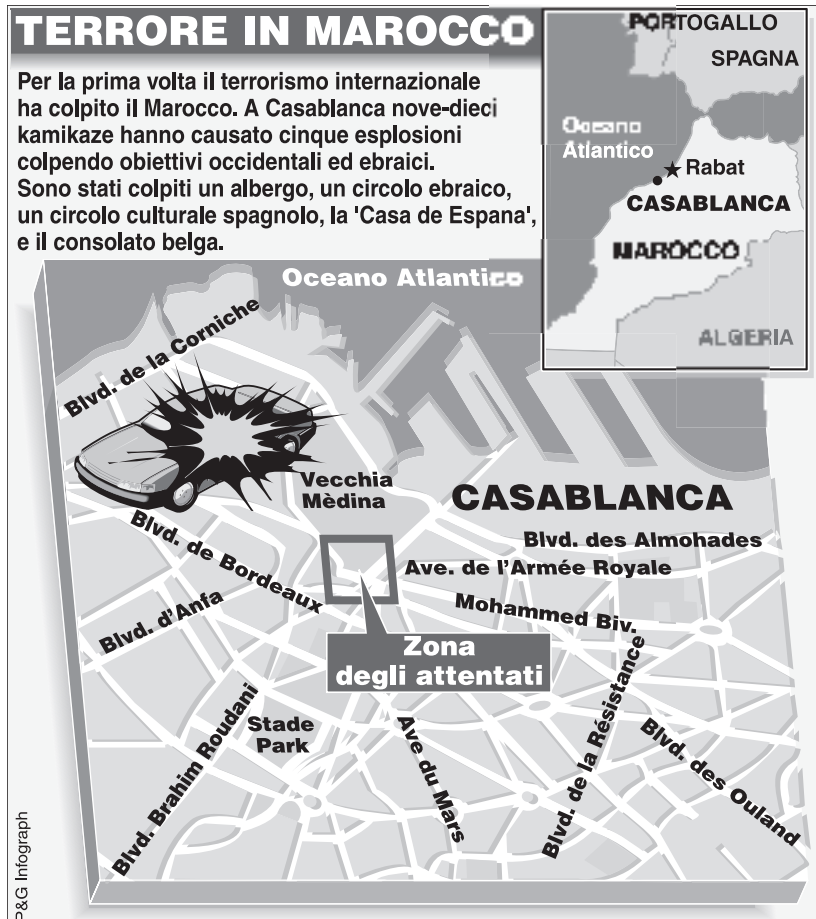 TERRORE IN MAROCCO
Per la prima volta il terrorismo internazionale
ha colpito il Marocco. A Casablanca nove-dieci
kamikaze hanno causato cinque esplosioni
colpendo obiettivi occidentali ed ebraici.
Sono stati colpiti un albergo, un circolo ebraico,
un circolo culturale spagnolo, la 'Casa de Espana',
e il consolato belga.
PORTOGALLO
SPAGNA
Oceano
Atlantico
Rabat
CASABLANCA
MAROCCO
ALGERIA
Oceano Atlantico
Blvd. de la Corniche
Vecchia
Mèdina
CASABLANCA
Blvd. des Almohades
Blvd. de Bordeaux
Ave. de l'Armée Royale
Blvd. d'Anfa
Mohammed Biv.
Zona
degli attentati
Blvd. Brahim Roudani
Stade
Park
Ave du Mars
Blvd. de la Résistance
Blvd. des Ouland
P&G Infograph